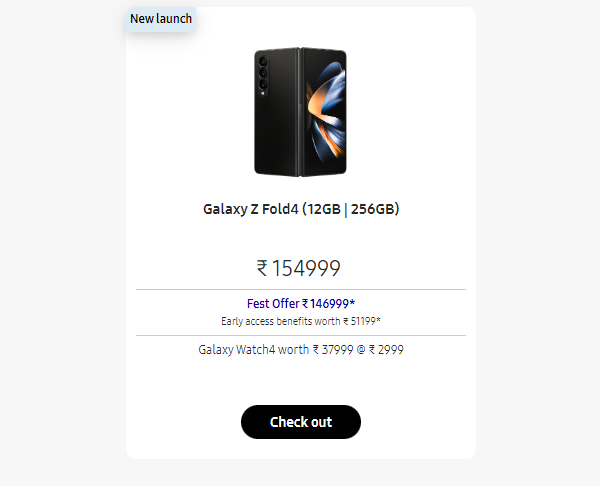 New launch
Galaxy Z Fold4 (12GB | 256GB)
₹ 154999
Fest Offer ₹ 146999*
Early access benefits worth ₹ 51199*
Galaxy Watch4 worth ₹ 37999 @ ₹ 2999
Check out